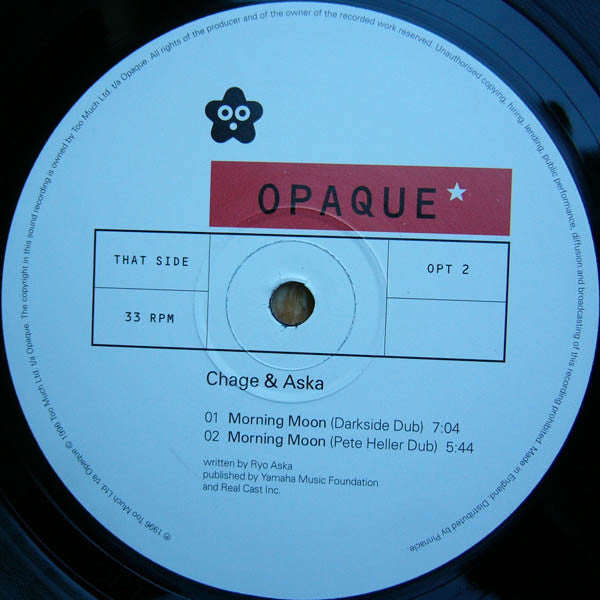 ℗ 1996 Too Much Ltd. t/a Opaque © 1996 Too Much Ltd. t/a Opaque. The copyright in this sound recording is owned by Too Much Ltd. t/a Opaque. All rights of the producer and of the owner of the recorded work reserved. Unauthorised copying, hiring, lending, public performance, diffusion and broadcasting of this recording prohibited. Made in England. Distributed by Pinnacle.
OPAQUE
THAT SIDE
OPT 2
33 RPM
Chage & Aska
01 Morning Moon (Darkside Dub) 7:04
02 Morning Moon (Pete Heller Dub) 5:44
written by Ryo Aska
published by Yamaha Music Foundation
and Real Cast Inc.